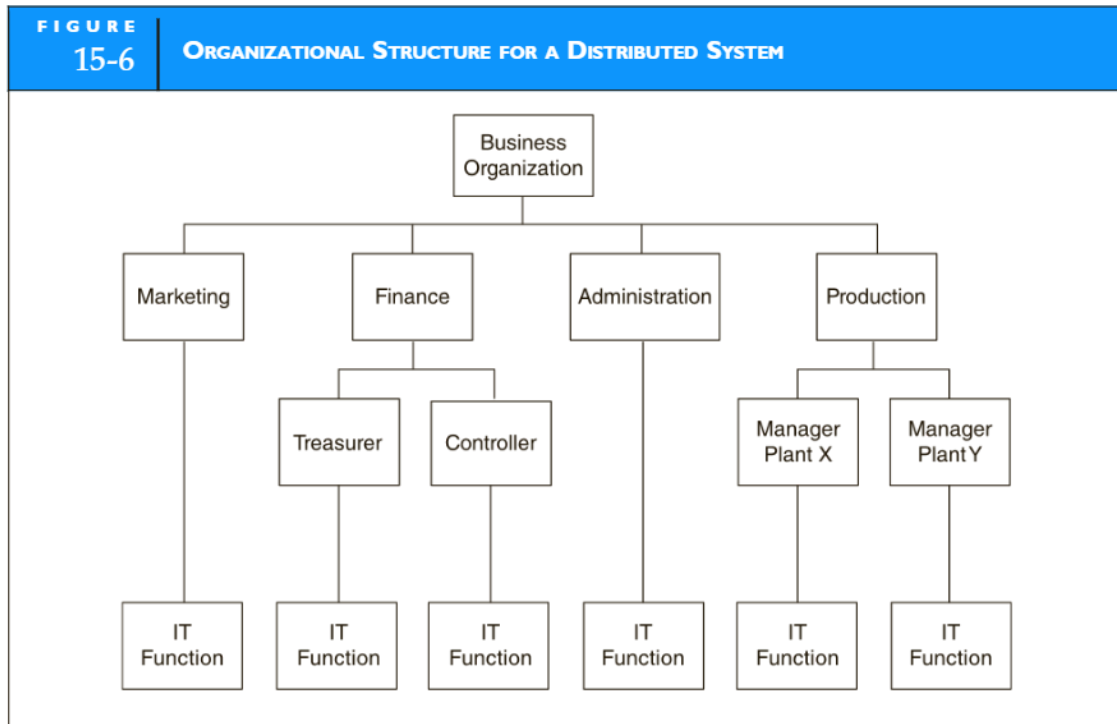 FIGURE
15-6
ORGANIZATIONAL STRUCTURE FOR A DISTRIBUTED SYSTEM
Business
Organization
Marketing
Finance
Administration
Production
Treasurer
Controller
Manager
Plant X
Manager
Plant Y
IT
Function
IT
Function
IT
Function
IT
Function
IT
Function
IT
Function